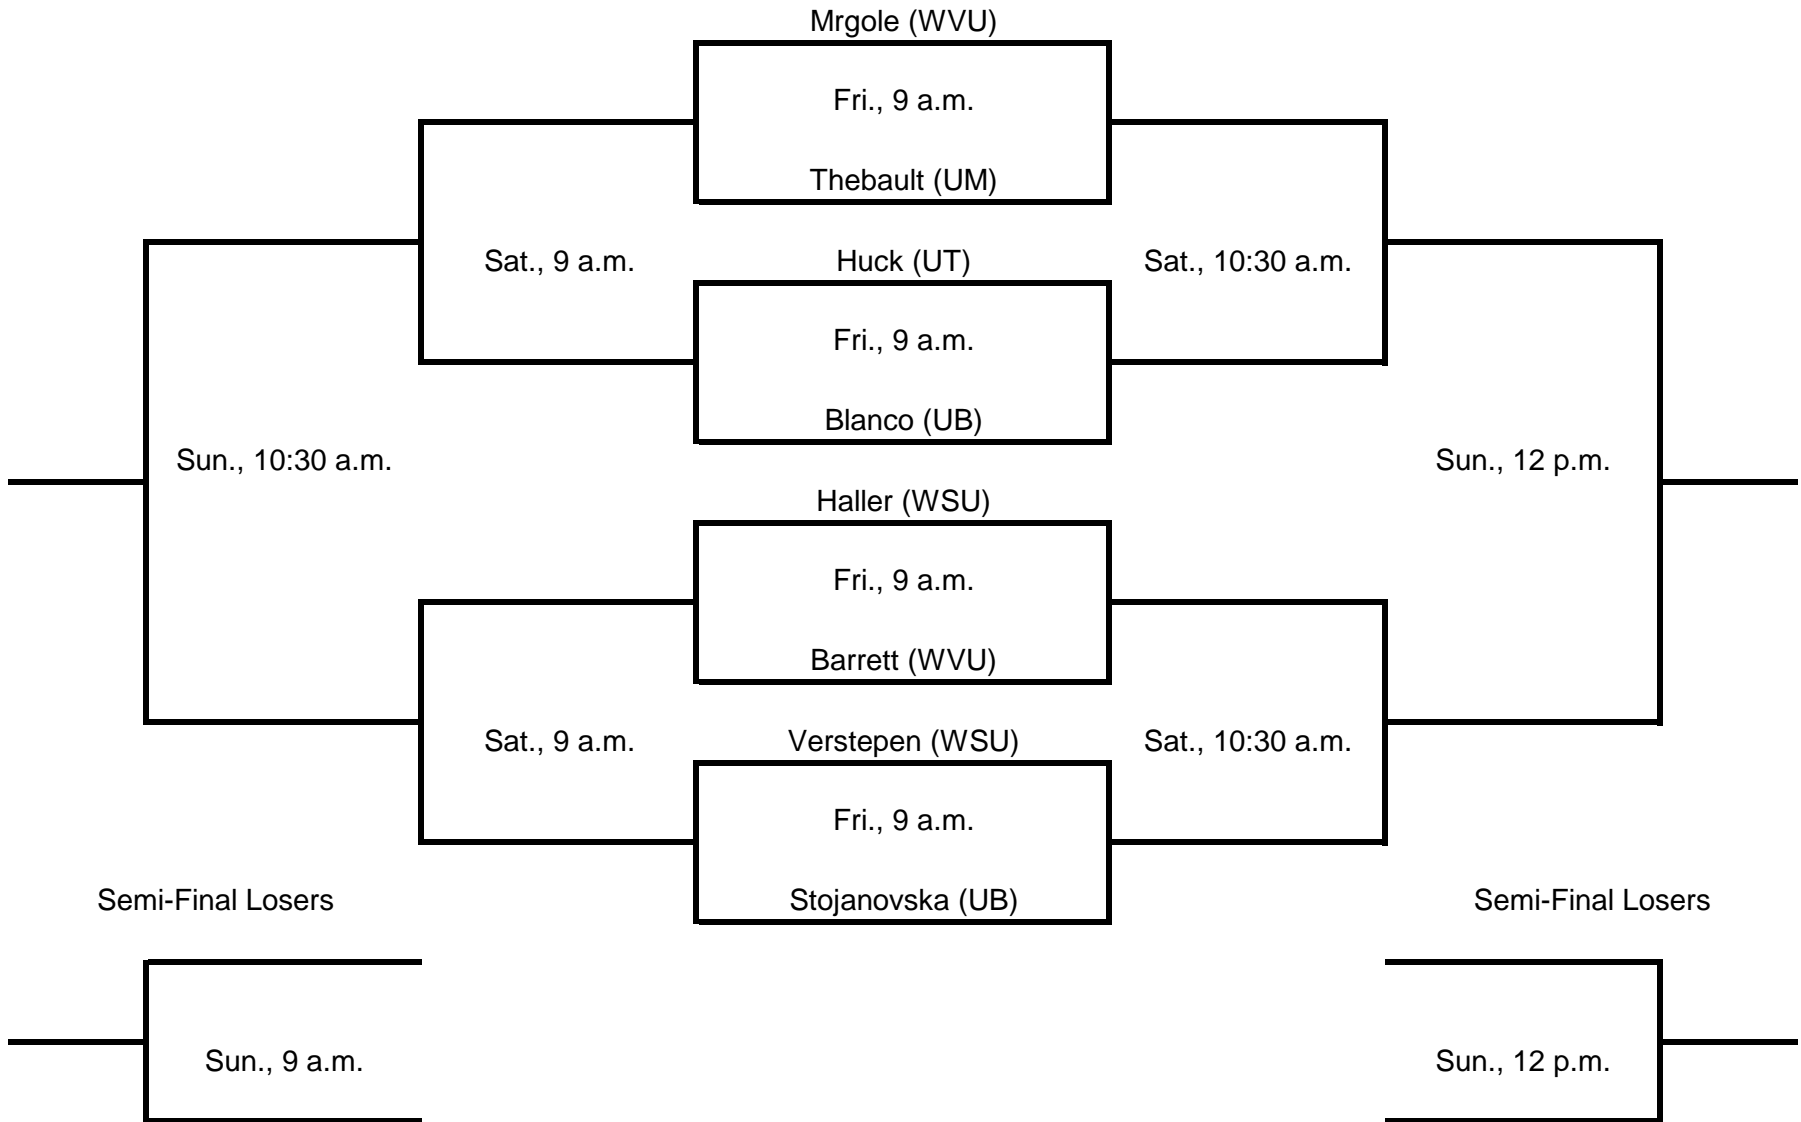 Mrgole (WVU)
Fri., 9 a.m.
Thebault (UM)
Sat., 9 a.m.
Huck (UT)
Sat., 10:30 a.m.
Fri., 9 a.m.
Blanco (UB)
Sun., 10:30 a.m.
Sun., 12 p.m.
Haller (WSU)
Fri., 9 a.m.
Barrett (WVU)
Sat., 9 a.m.
Verstepen (WSU)
Sat., 10:30 a.m.
Fri., 9 a.m.
Semi-Final Losers
Stojanovska (UB)
Semi-Final Losers
Sun., 9 a.m.
Sun., 12 p.m.